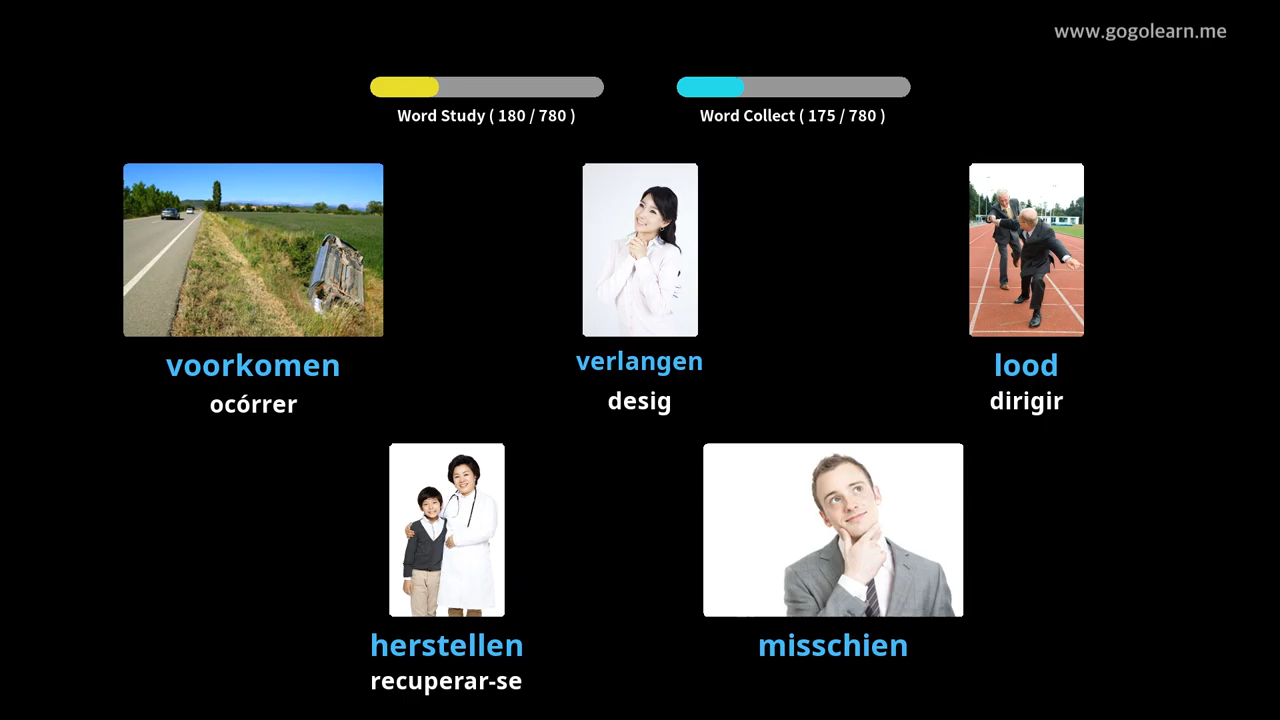 www.gogolearn.me
Word Study ( 180 / 780 )
Word Collect ( 175 / 780 )
voorkomen
ocórrer
verlangen
desig
lood
dirigir
herstellen
recuperar-se
misschien